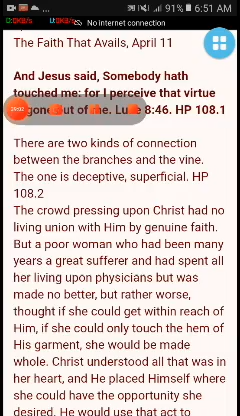 0:0KB/s U:0KB/s No internet connection 91% 6:51 AM
The Faith That Avails, April 11
And Jesus said, Somebody hath
touched me: for I perceive that virtue
gone out of me. Luke 8:46. HP 108.1
09:02
There are two kinds of connection
between the branches and the vine.
The one is deceptive, superficial. HP
108.2
The crowd pressing upon Christ had no
living union with Him by genuine faith.
But a poor woman who had been many
years a great sufferer and had spent all
her living upon physicians but was
made no better, but rather worse,
thought if she could get within reach of
Him, if she could only touch the hem of
His garment, she would be made
whole. Christ understood all that was in
her heart, and He placed Himself where
she could have the opportunity she
desired. He would use that act to